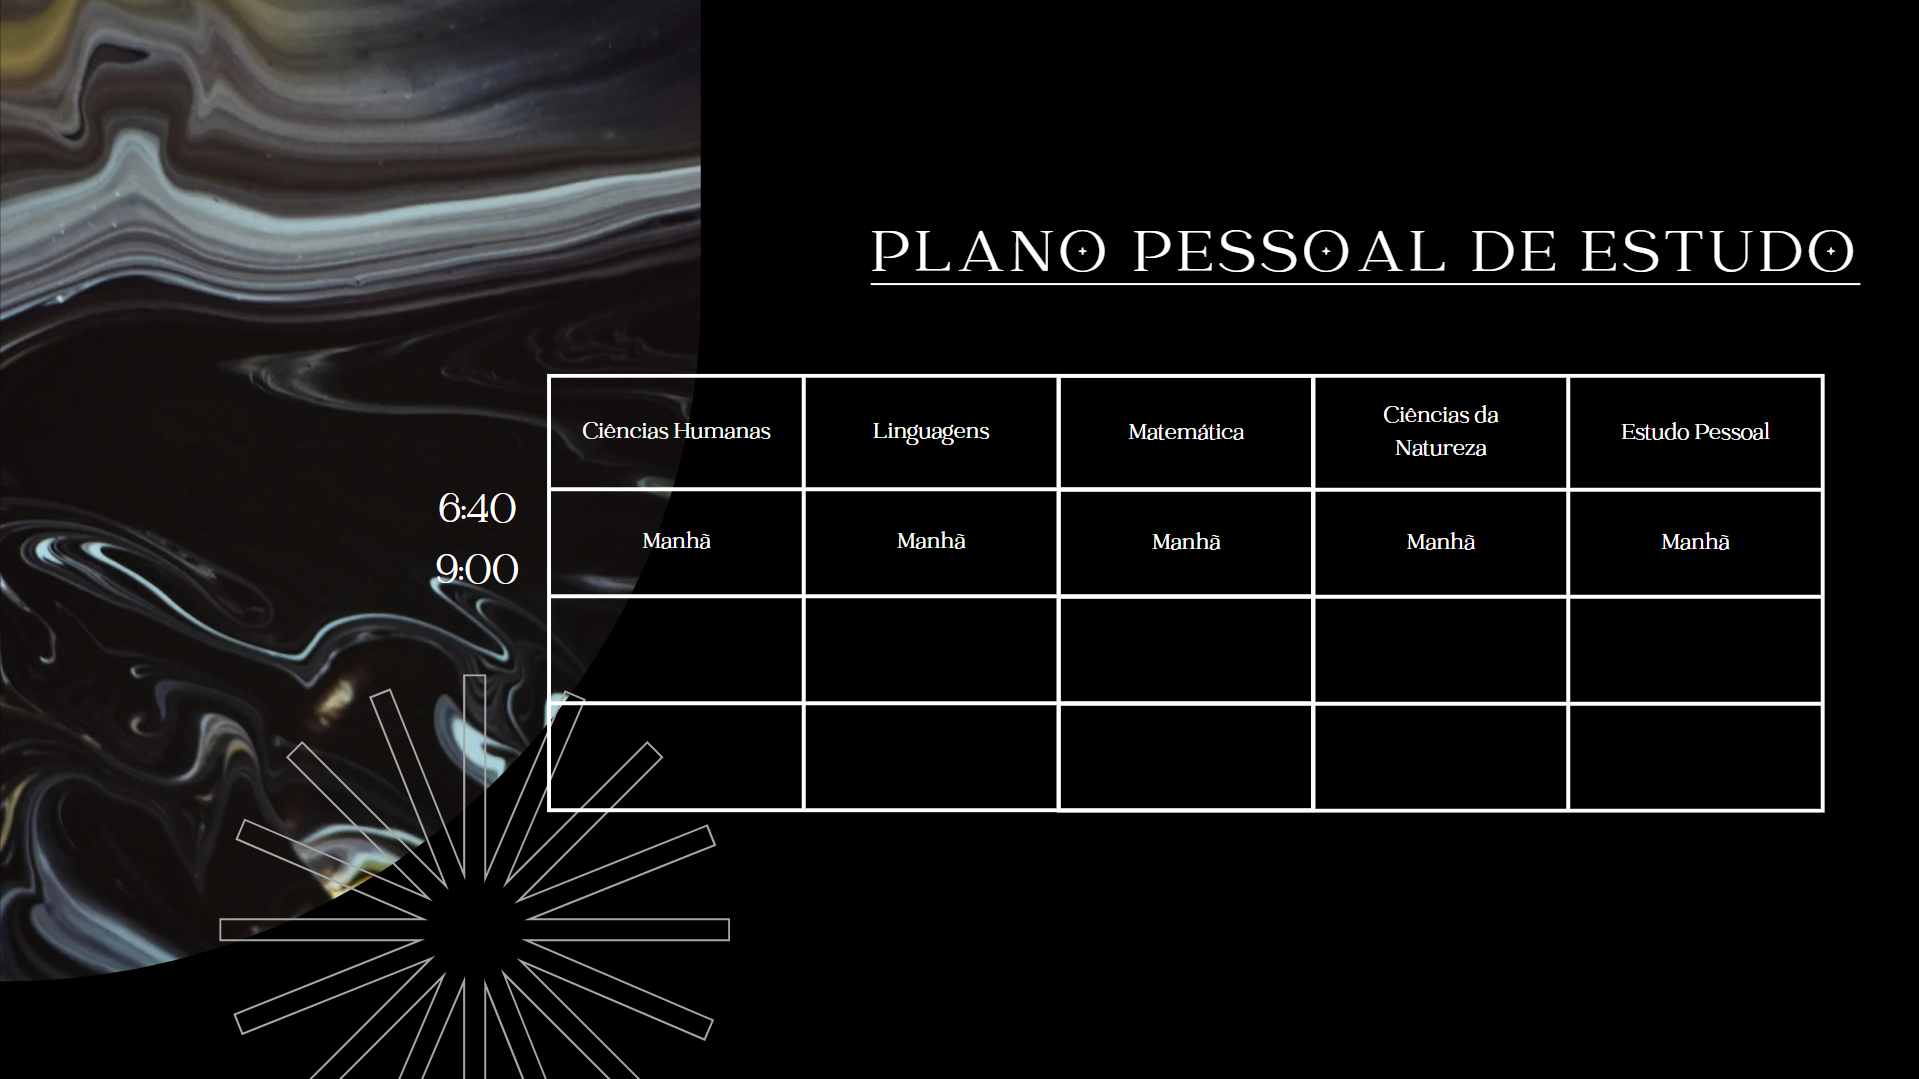 PLANO PESSOAL DE ESTUDO
Ciências Humanas
Linguagens
Matemática
Ciências da
Natureza
Estudo Pessoal
6:40
9:00
Manhã
Manhã
Manhã
Manhã
Manhã